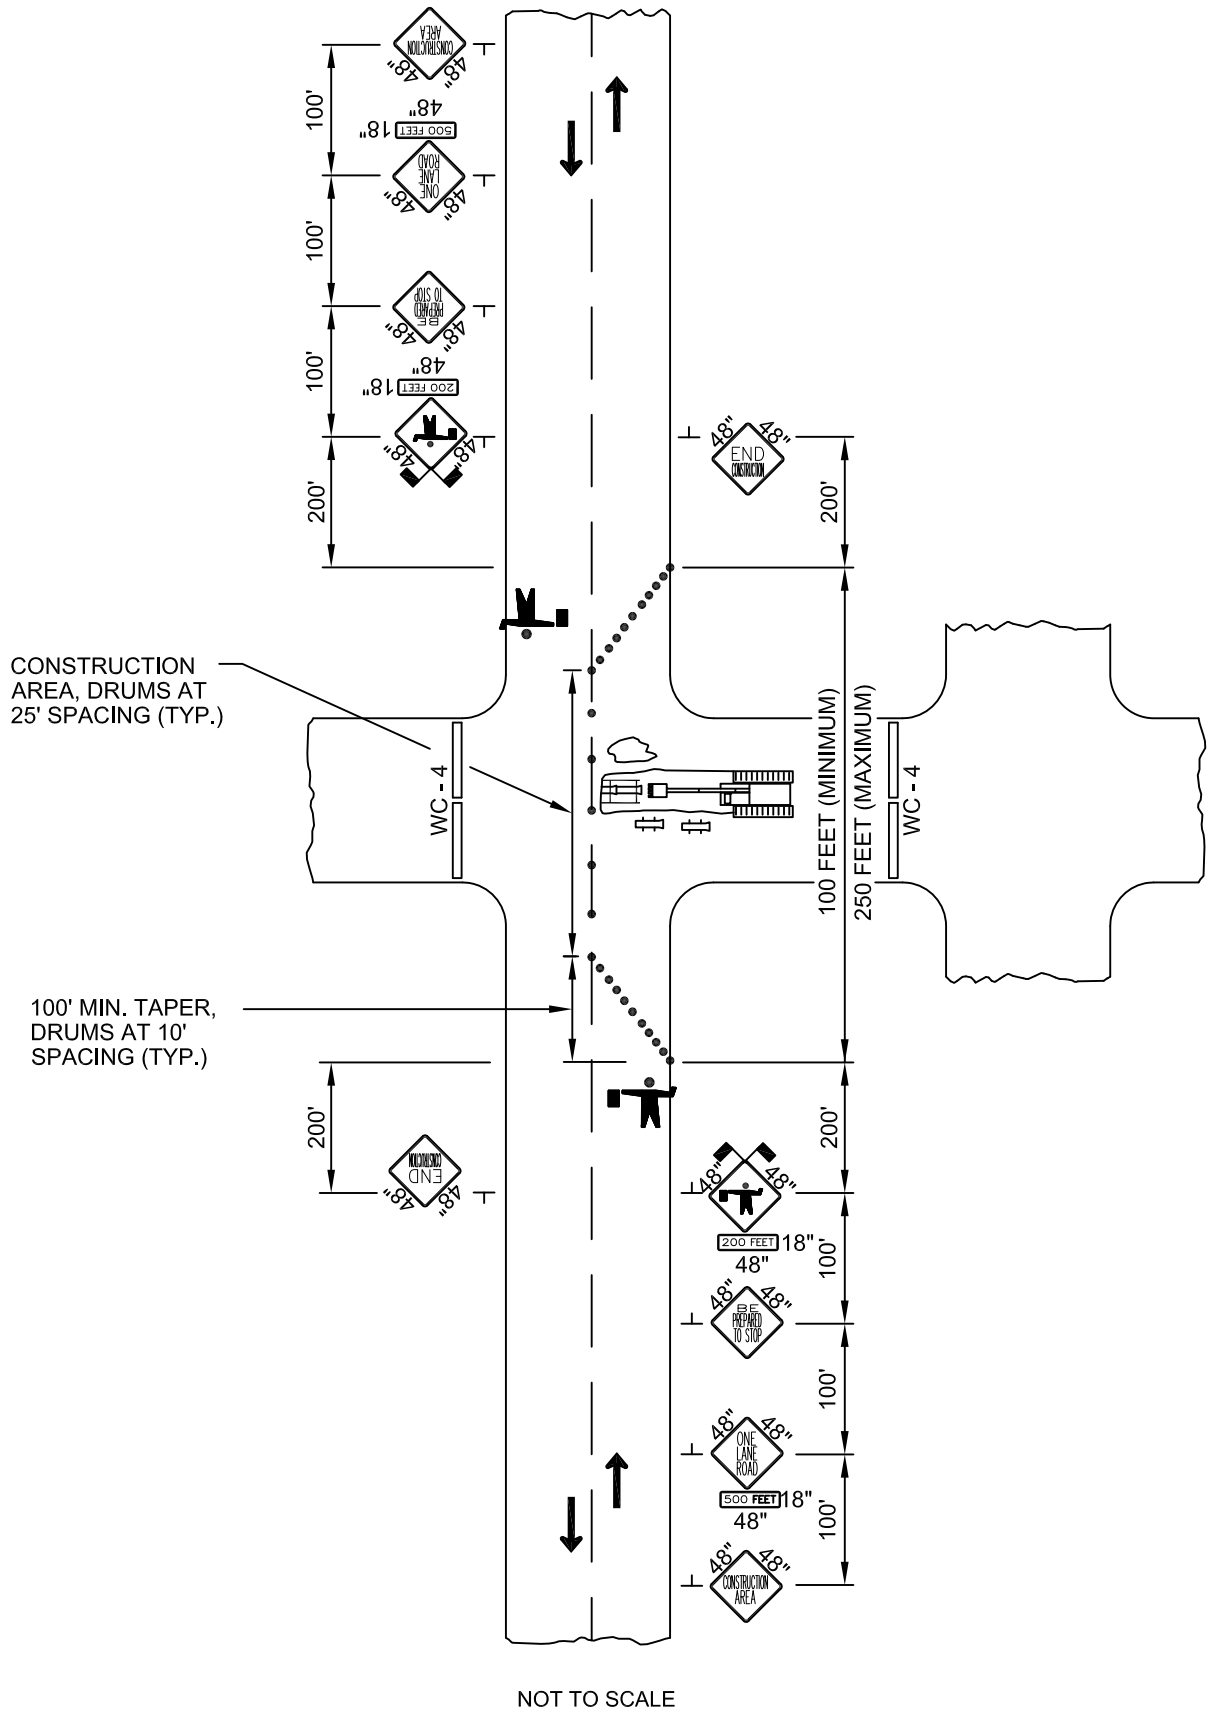 CONSTRUCTION
AREA
48"
48"
100'
48"
500 FEET
18"
ONE
LANE
ROAD
48"
48"
100'
BE
PREPARED
TO STOP
48"
48"
100'
48"
200 FEET
18"
48"
48"
200'
48"
48"
END
CONSTRUCTION
200'
CONSTRUCTION
AREA, DRUMS AT
25' SPACING (TYP.)
WC - 4
100 FEET (MINIMUM)
250 FEET (MAXIMUM)
WC - 4
100' MIN. TAPER,
DRUMS AT 10'
SPACING (TYP.)
200'
END
CONSTRUCTION
48"
48"
200'
48"
48"
200 FEET
18"
48"
100'
48"
48"
BE
PREPARED
TO STOP
100'
48"
48"
ONE
LANE
ROAD
500 FEET
18"
48"
100'
48"
48"
CONSTRUCTION
AREA
NOT TO SCALE